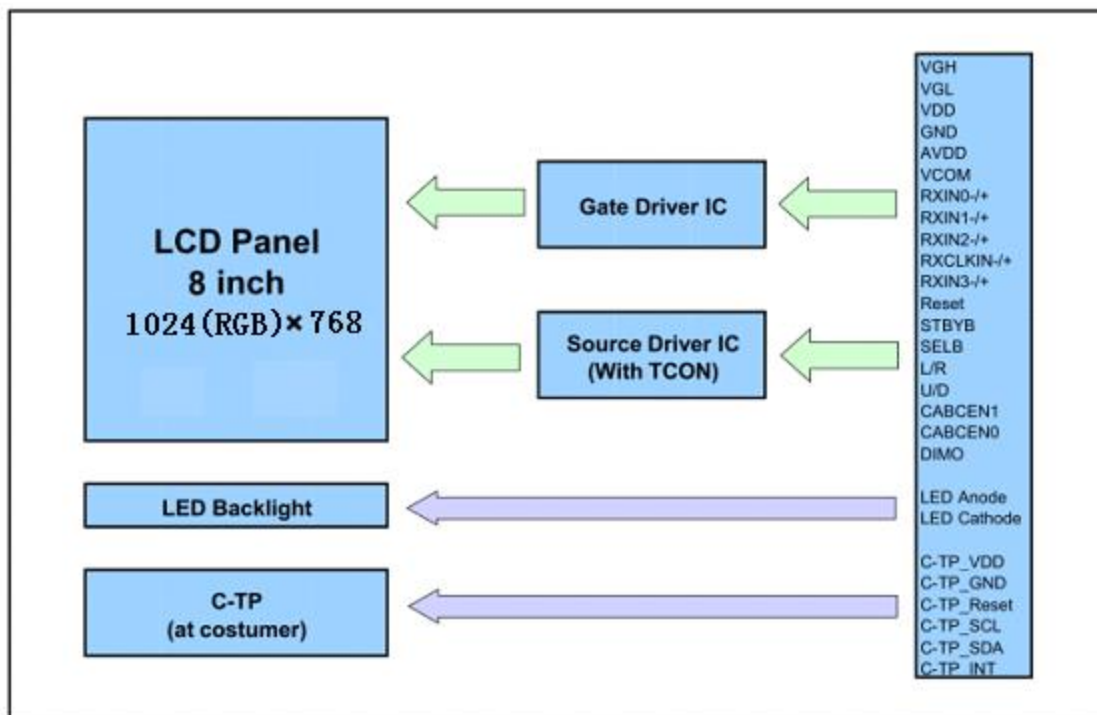 LCD Panel
8 inch
1024(RGB)×768
Gate Driver IC
Source Driver IC
(With TCON)
LED Backlight
C-TP
(at costumer)
VGH
VGL
VDD
GND
AVDD
VCOM
RXIN0-/+
RXIN1-/+
RXIN2-/+
RXCLKIN-/+
RXIN3-/+
Reset
STBYB
SELB
L/R
U/D
CABCEN1
CABCEN0
DIMO
LED Anode
LED Cathode
C-TP_VDD
C-TP_GND
C-TP_Reset
C-TP_SCL
C-TP_SDA
C-TP_INT